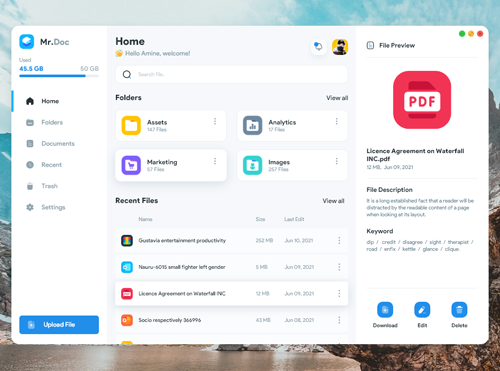 Mr.Doc
Used
45.5 GB
50 GB
Home
Folders
Documents
Recent
Trash
Settings
Upload File
Home
Hello Amine, welcome!
Search File..
Folders
View all
Assets
147 Files
Analytics
17 Files
Marketing
57 Files
Images
257 Files
Recent Files
View all
Name
Size
Last Edit
Gustavia entertainment productivity
252 MB
Jun 10, 2021
Nauru-6015 small fighter left gender
5 MB
Jun 09, 2021
Licence Agreement on Waterfall INC
12 MB
Jun 09, 2021
Socio respectively 366996
43 MB
Jun 08, 2021
File Preview
PDF
Licence Agreement on Waterfall
INC.pdf
12 MB, Jun 09, 2021
File Description
It is a long established fact that a reader will be
distracted by the readable content of a page
when looking at its layout.
Keyword
dip / credit / disagree / sight / therapist /
road / enfix / kettle / glance / clique.
Download
Edit
Delete